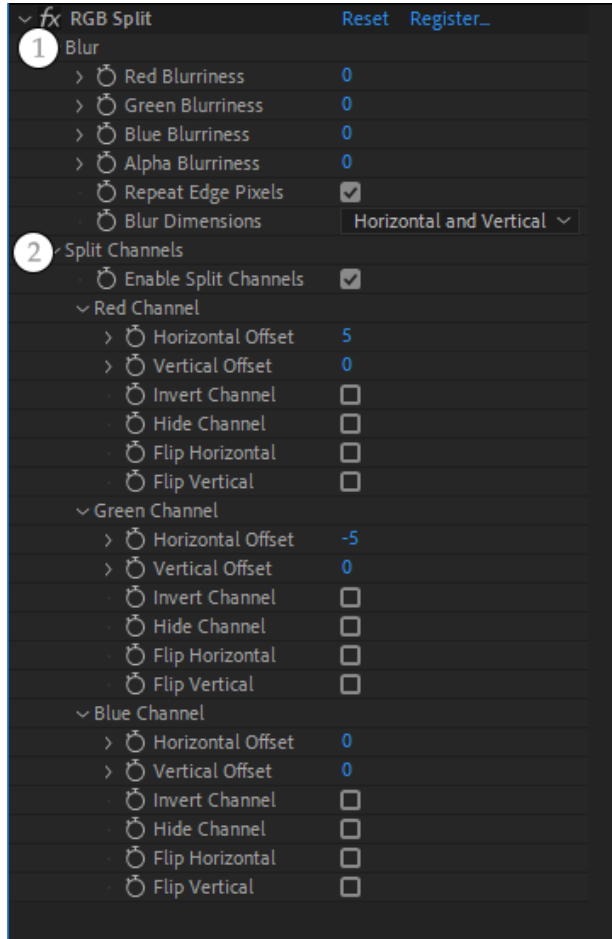 fx RGB Split Reset Register...
1 Blur
Red Blurriness 0
Green Blurriness 0
Blue Blurriness 0
Alpha Blurriness 0
Repeat Edge Pixels
Blur Dimensions Horizontal and Vertical
2 Split Channels
Enable Split Channels
Red Channel
Horizontal Offset 5
Vertical Offset 0
Invert Channel
Hide Channel
Flip Horizontal
Flip Vertical
Green Channel
Horizontal Offset -5
Vertical Offset 0
Invert Channel
Hide Channel
Flip Horizontal
Flip Vertical
Blue Channel
Horizontal Offset 0
Vertical Offset 0
Invert Channel
Hide Channel
Flip Horizontal
Flip Vertical